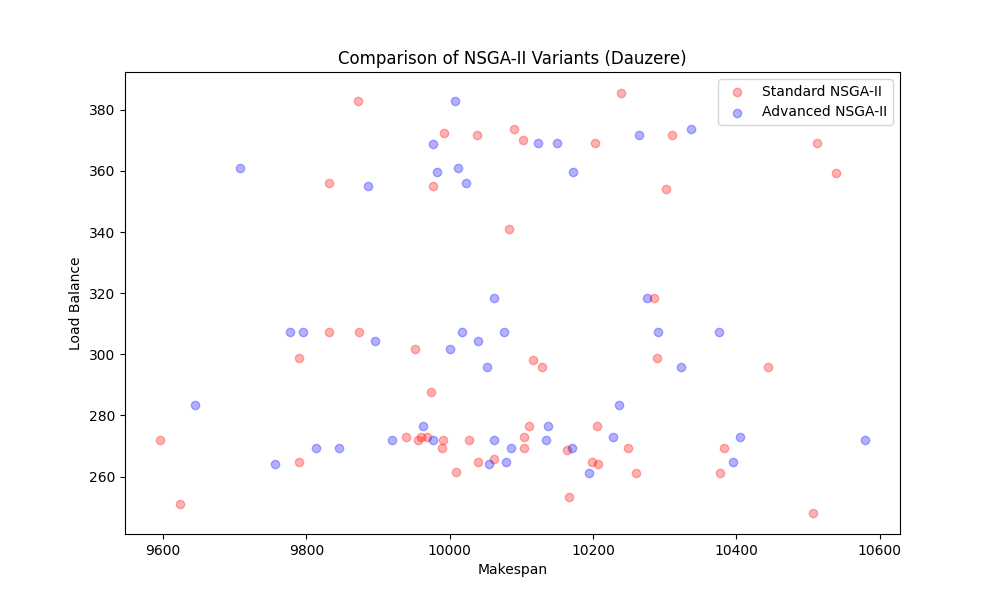 Comparison of NSGA-II Variants (Dauzere)
Standard NSGA-II
Advanced NSGA-II
Load Balance
380
360
340
320
300
280
260
9600 9800 10000 10200 10400 10600
Makespan